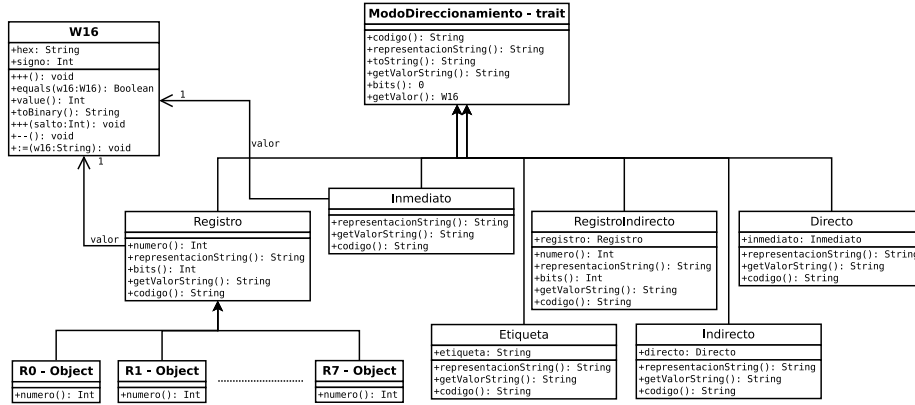 ModoDireccionamiento - trait
+codigo(): String
+representacionString(): String
+toString(): String
+getValorString(): String
+bits(): 0
+getValor(): W16
W16
+hex: String
+signo: Int
+++(): void
+equals(w16:W16): Boolean
+value(): Int
+toBinary(): String
+++(salto:Int): void
+--(): void
+:=(w16:String): void
1
valor
1
valor
Registro
+numero(): Int
+representacionString(): String
+bits(): Int
+getValorString(): String
+codigo(): String
Inmediato
+representacionString(): String
+getValorString(): String
+codigo(): String
RegistroIndirecto
+registro: Registro
+numero(): Int
+representacionString(): String
+bits(): Int
+getValorString(): String
+codigo(): String
Directo
+inmediato: Inmediato
+representacionString(): String
+getValorString(): String
+codigo(): String
Etiqueta
+etiqueta: String
+representacionString(): String
+getValorString(): String
+codigo(): String
Indirecto
+directo: Directo
+representacionString(): String
+getValorString(): String
+codigo(): String
R0 - Object
+numero(): Int
R1 - Object
+numero(): Int
R7 - Object
+numero(): Int